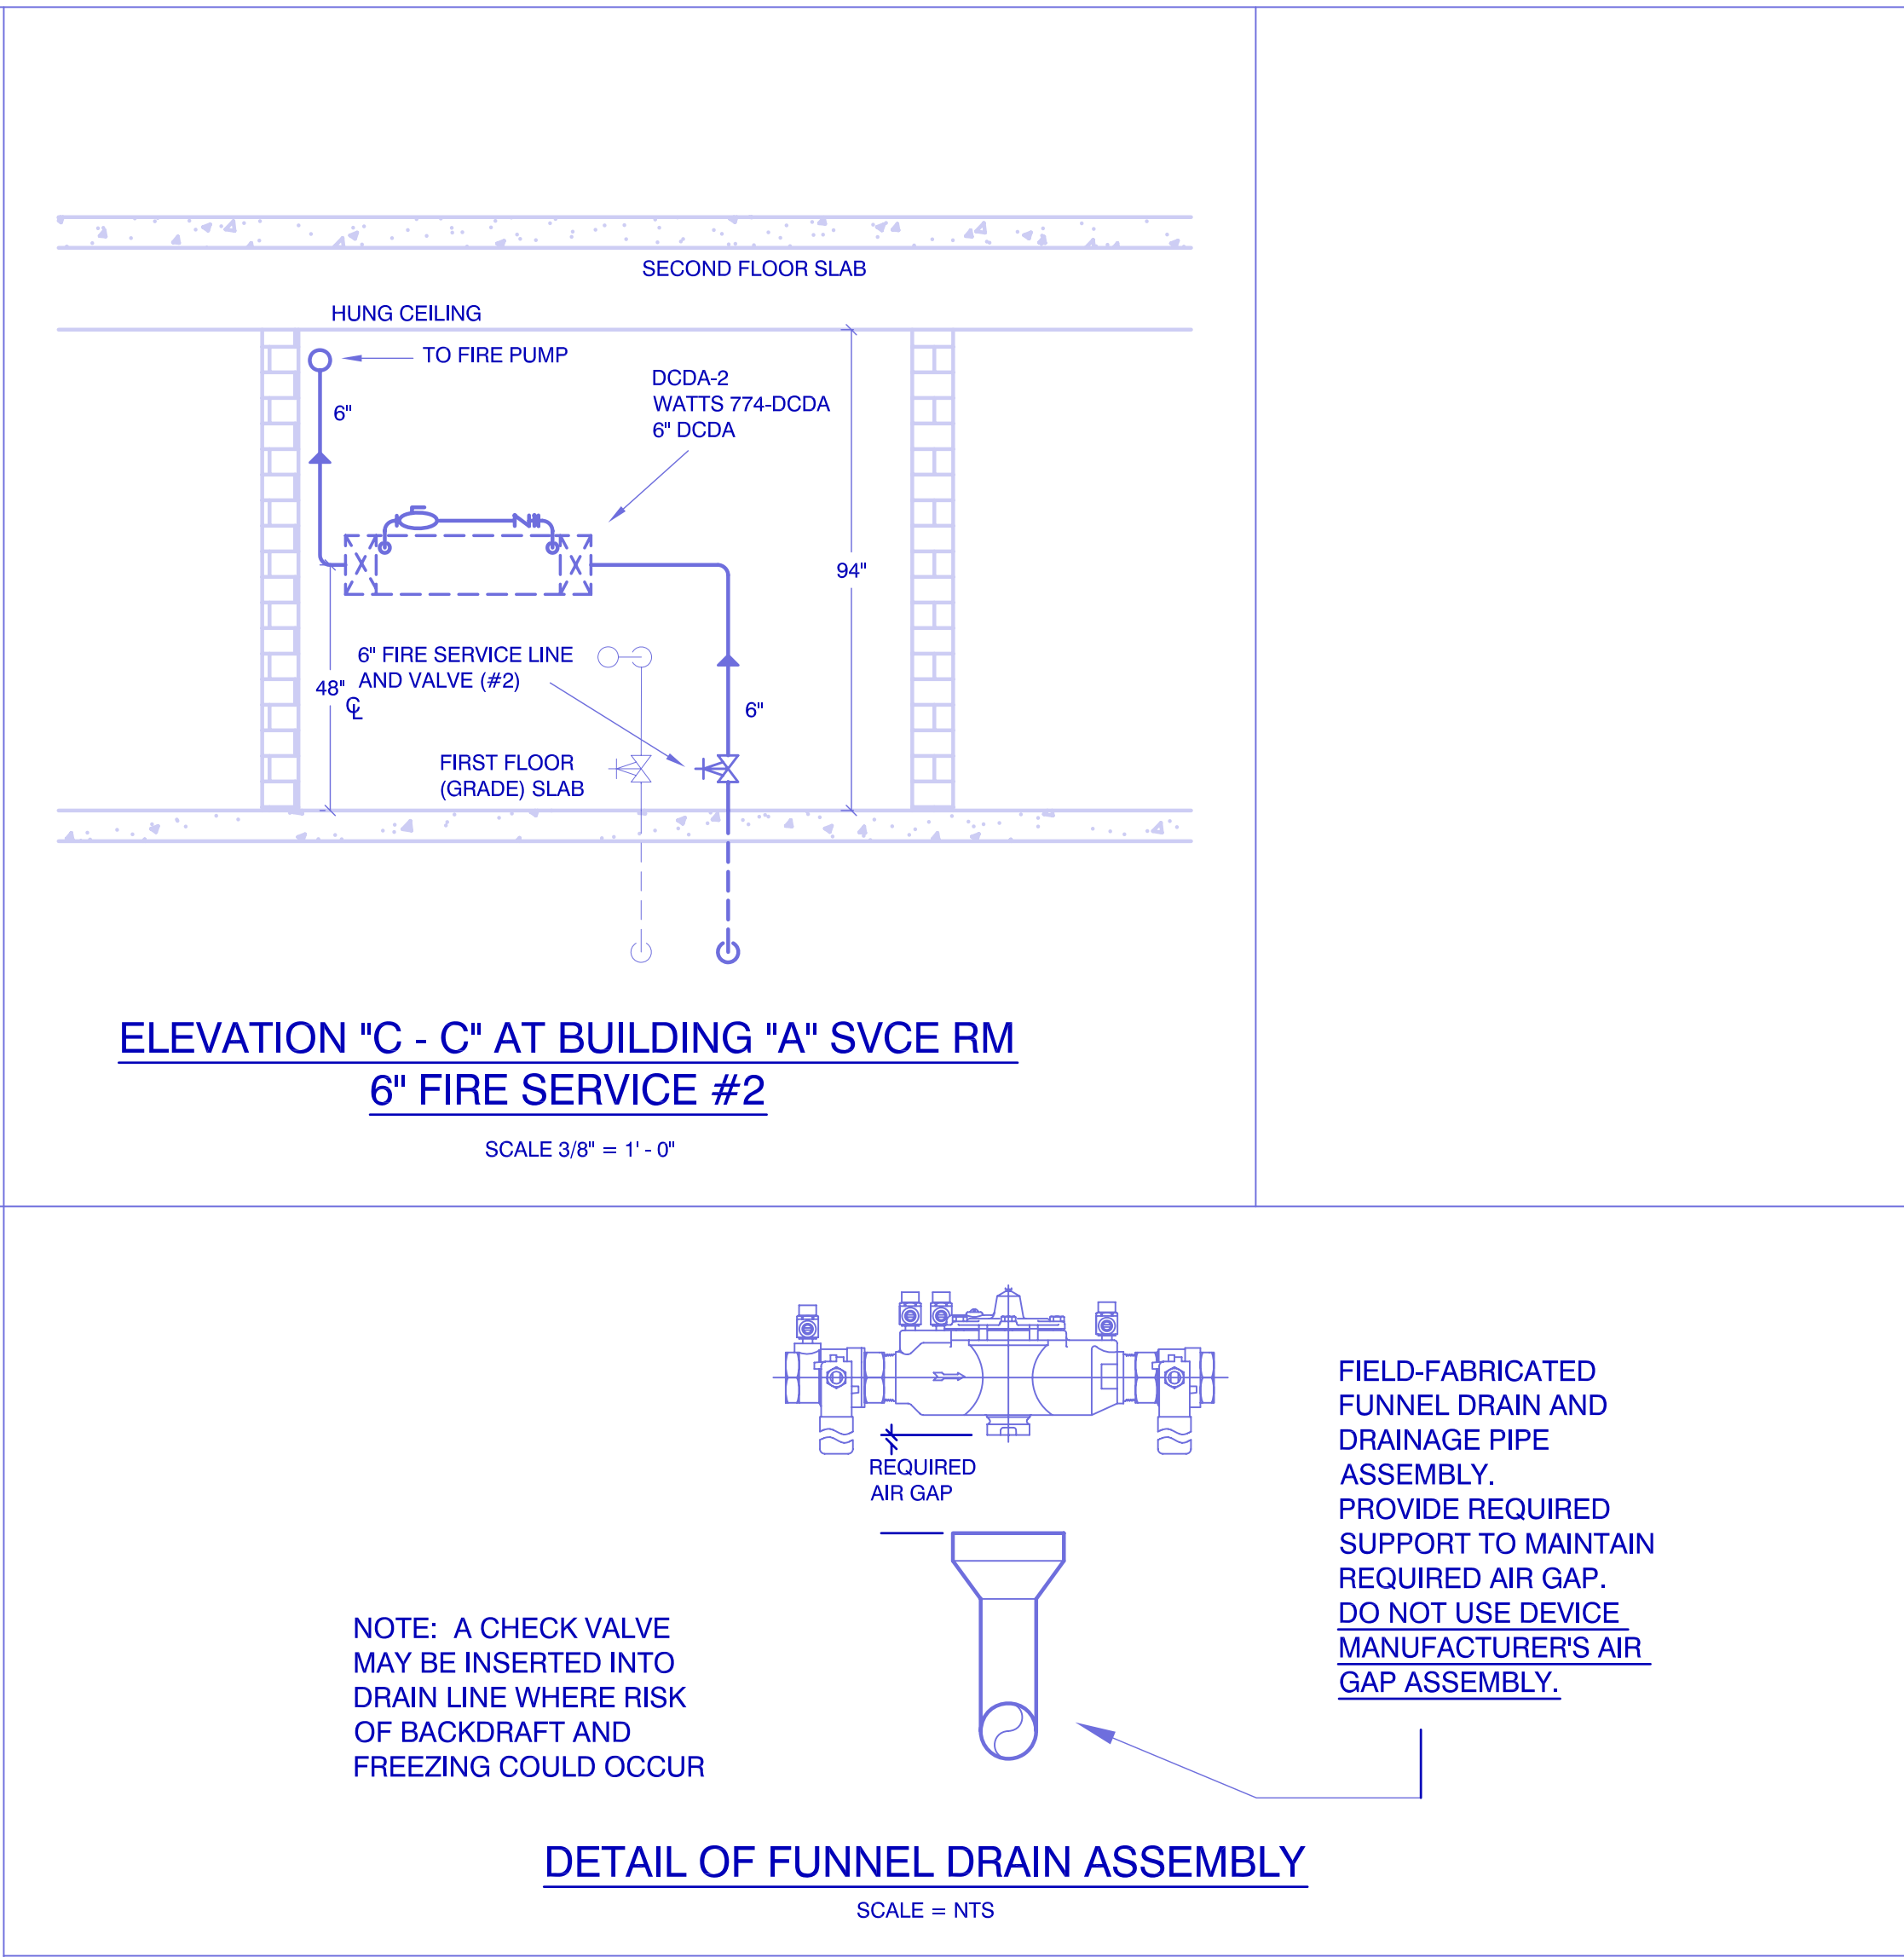 SECOND FLOOR SLAB
HUNG CEILING
TO FIRE PUMP
6"
DCDA-2
WATTS 774-DCDA
6" DCDA
94"
6" FIRE SERVICE LINE
AND VALVE (#2)
48"
℄
6"
FIRST FLOOR
(GRADE) SLAB
ELEVATION "C - C" AT BUILDING "A" SVCE RM
6" FIRE SERVICE #2
SCALE 3/8" = 1' - 0"
REQUIRED
AIR GAP
FIELD-FABRICATED
FUNNEL DRAIN AND
DRAINAGE PIPE
ASSEMBLY.
PROVIDE REQUIRED
SUPPORT TO MAINTAIN
REQUIRED AIR GAP.
DO NOT USE DEVICE
MANUFACTURER'S AIR
GAP ASSEMBLY.
NOTE: A CHECK VALVE
MAY BE INSERTED INTO
DRAIN LINE WHERE RISK
OF BACKDRAFT AND
FREEZING COULD OCCUR
DETAIL OF FUNNEL DRAIN ASSEMBLY
SCALE = NTS